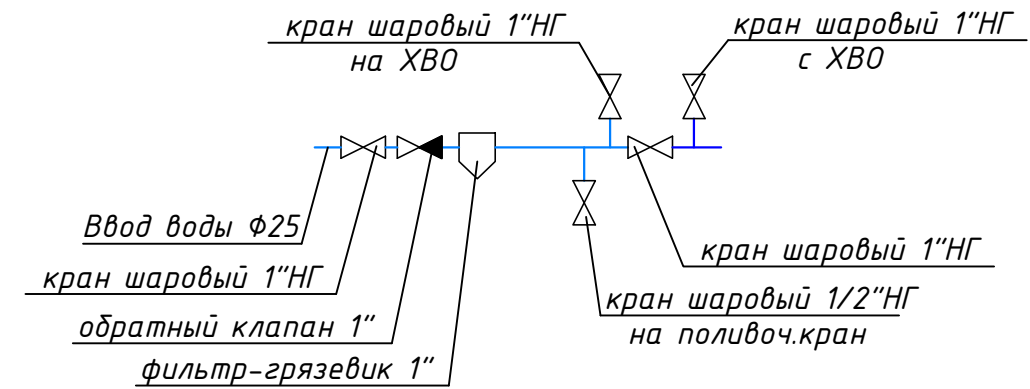 кран шаровый 1"НГ
на ХВО
кран шаровый 1"НГ
с ХВО
Ввод воды Ф25
кран шаровый 1"НГ
обратный клапан 1"
фильтр-грязевик 1"
кран шаровый 1"НГ
кран шаровый 1/2"НГ
на поливоч.кран